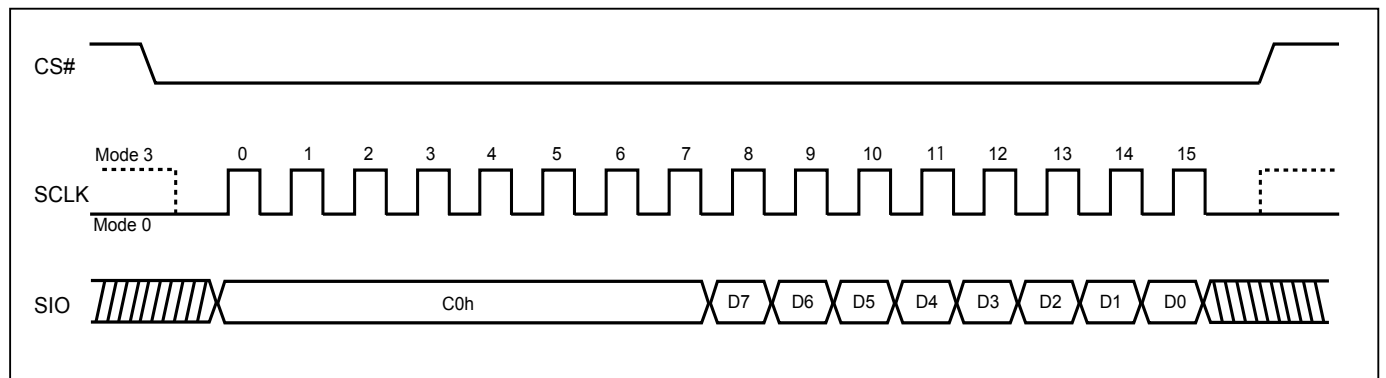 CS#
Mode 3
0 1 2 3 4 5 6 7 8 9 10 11 12 13 14 15
SCLK
Mode 0
SIO
C0h D7 D6 D5 D4 D3 D2 D1 D0